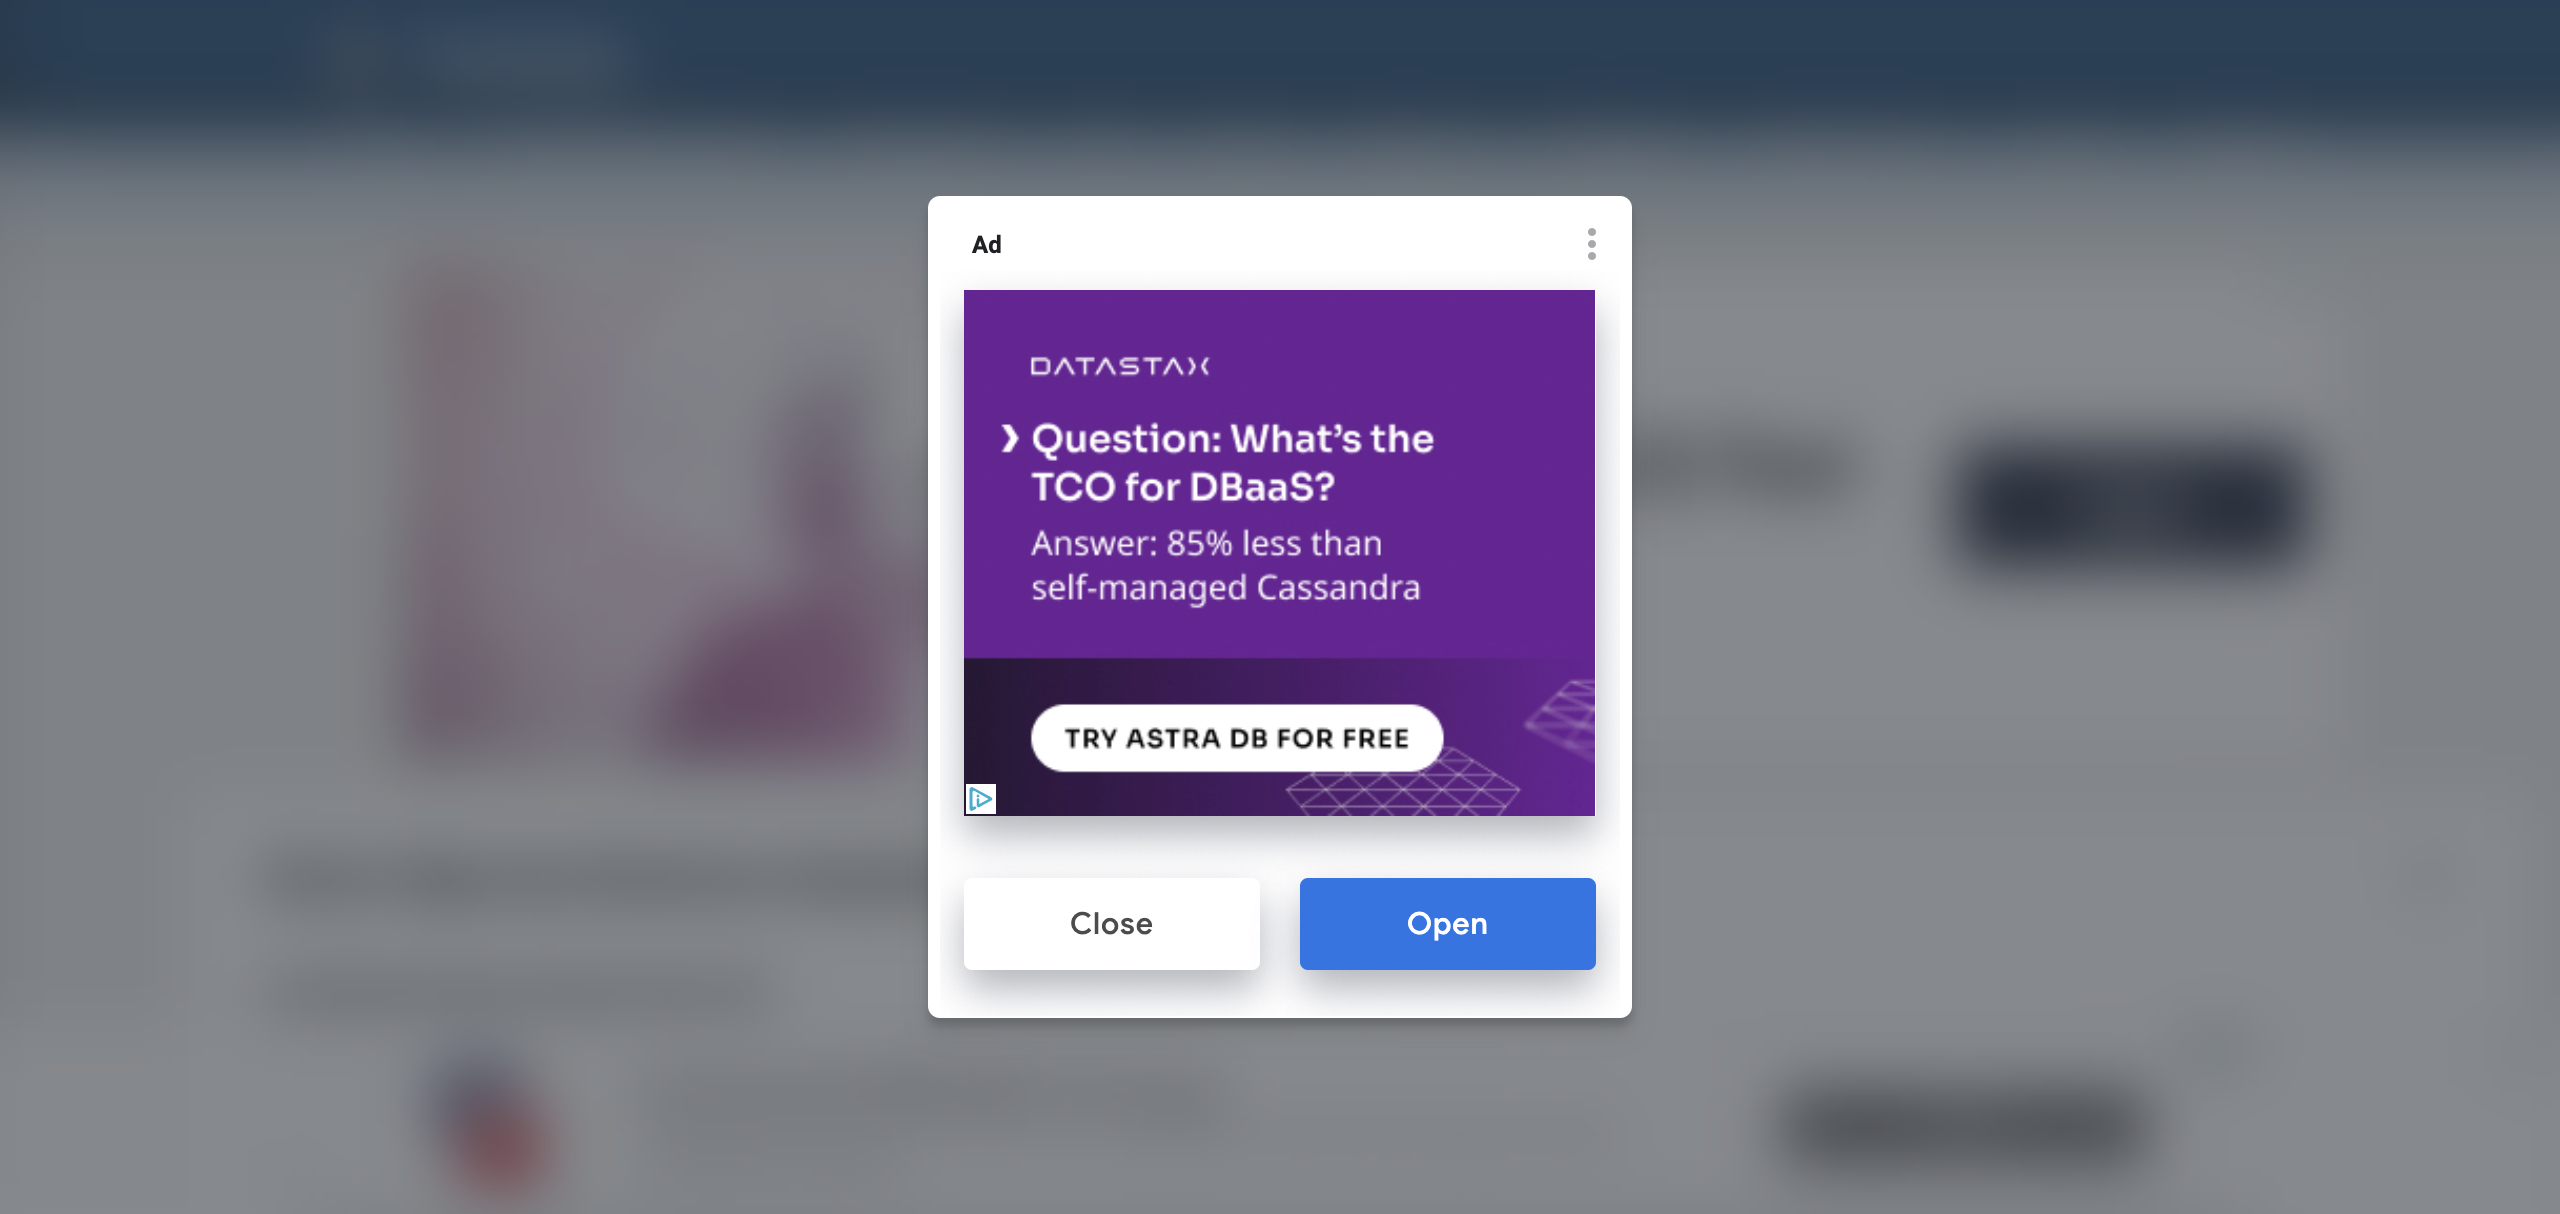 Ad
DATASTAX
❯ Question: What’s the
TCO for DBaaS?
Answer: 85% less than
self-managed Cassandra
TRY ASTRA DB FOR FREE
Close
Open